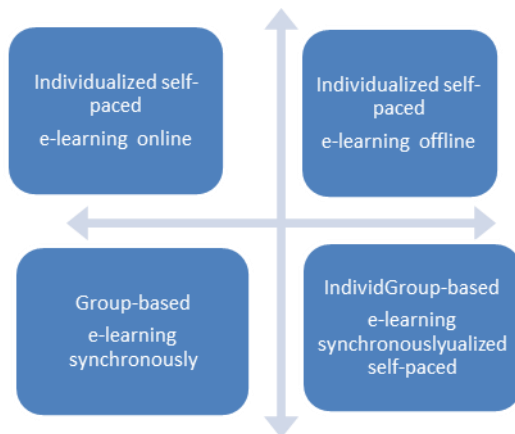 Individualized self-
paced
e-learning online
Individualized self-
paced
e-learning offline
Group-based
e-learning
synchronously
IndividGroup-based
e-learning
synchronouslyualized
self-paced